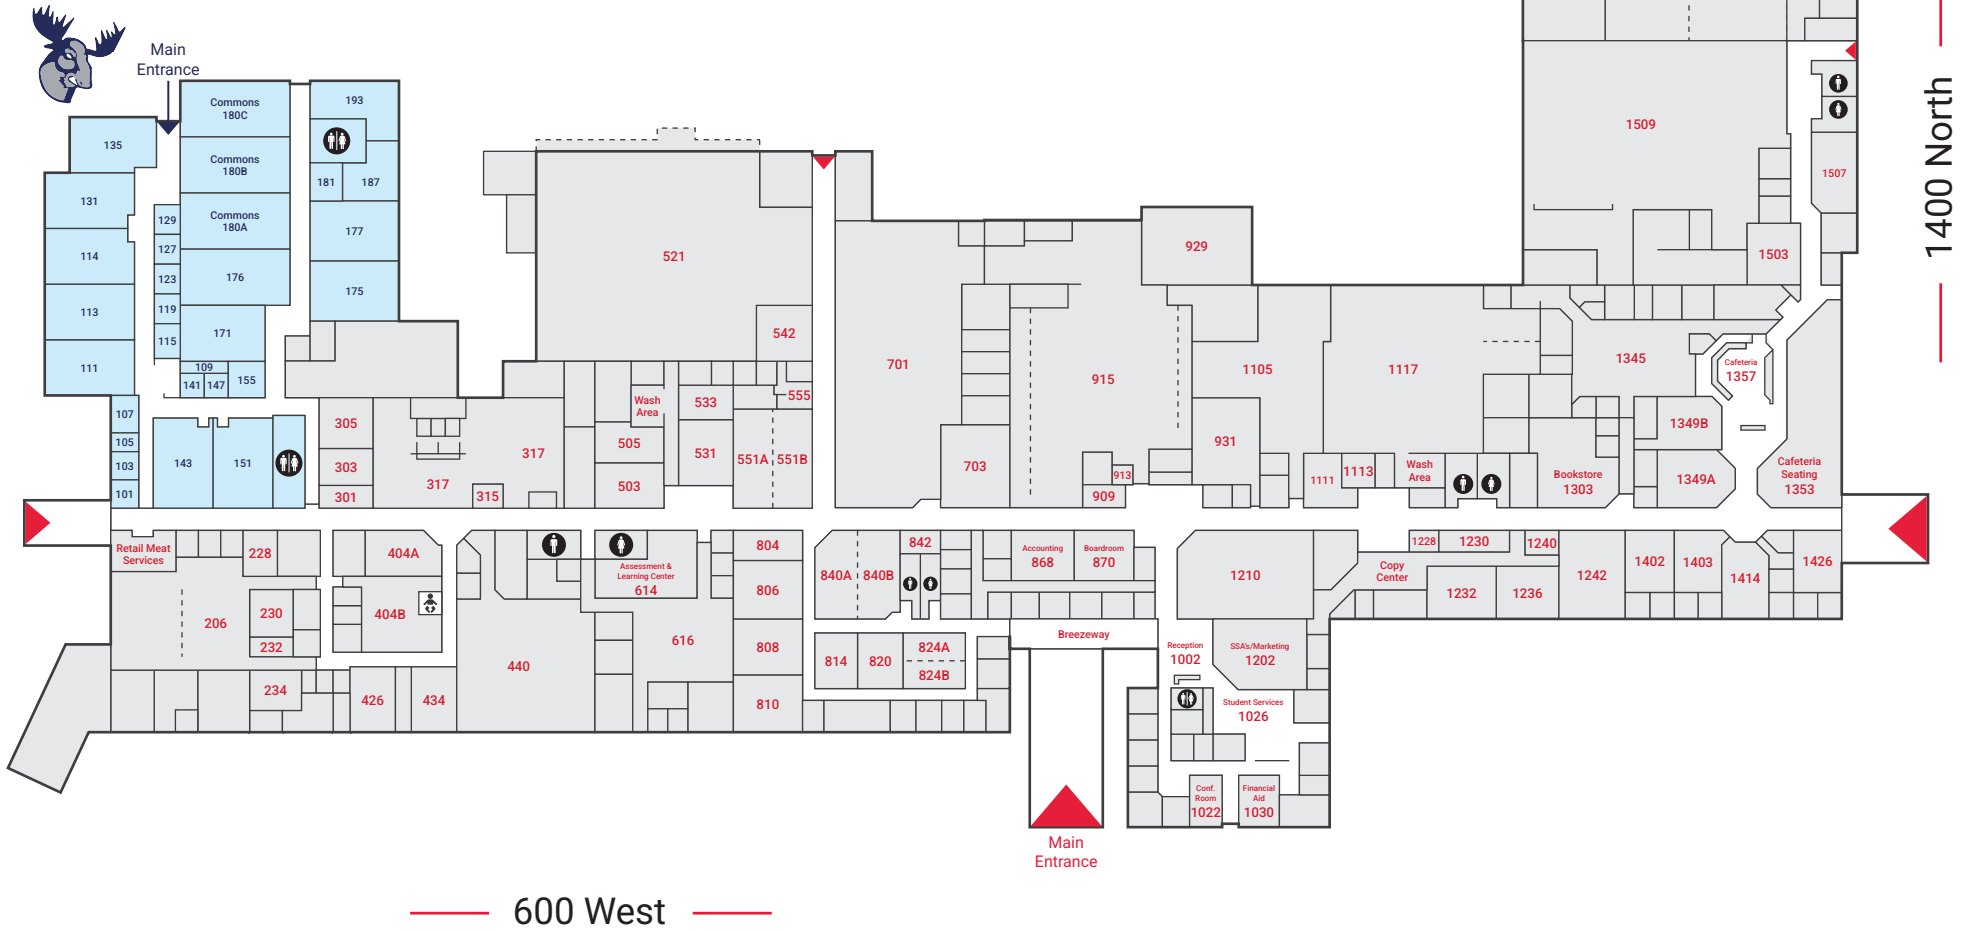 Main
Entrance
Commons
180C
193
135
Commons
180B
181
187
131
129
Commons
180A
177
127
114
123
176
175
119
113
171
115
109
111
141
147
155
107
105
103
101
143
151
305
303
301
317
317
315
521
542
Wash
Area
533
555
505
531
551A
551B
503
701
703
915
913
909
929
931
1105
1117
1111
1113
Wash
Area
1509
1507
1503
1345
Cafeteria
1357
1349B
1349A
Bookstore
1303
Cafeteria
Seating
1353
1400 North
Retail Meat
Services
228
404A
230
206
232
404B
234
426
434
440
Assessment &
Learning Center
614
616
804
806
808
810
840A
840B
842
814
820
824A
824B
Accounting
868
Boardroom
870
Breezeway
1210
Reception
1002
SSA's/Marketing
1202
Student Services
1026
Conf.
Room
1022
Financial
Aid
1030
Copy
Center
1228
1230
1240
1232
1236
1242
1402
1403
1414
1426
Main
Entrance
600 West